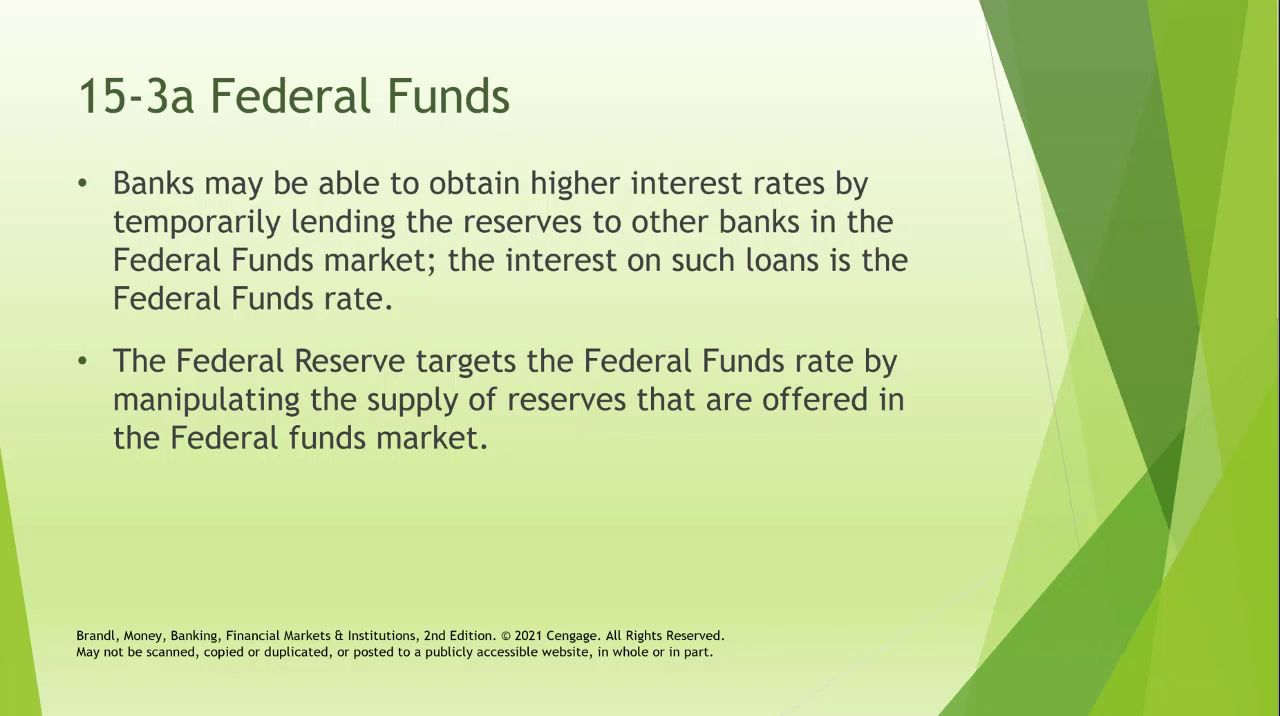 15-3a Federal Funds
• Banks may be able to obtain higher interest rates by
temporarily lending the reserves to other banks in the
Federal Funds market; the interest on such loans is the
Federal Funds rate.
• The Federal Reserve targets the Federal Funds rate by
manipulating the supply of reserves that are offered in
the Federal funds market.
Brandl, Money, Banking, Financial Markets & Institutions, 2nd Edition. © 2021 Cengage. All Rights Reserved.
May not be scanned, copied or duplicated, or posted to a publicly accessible website, in whole or in part.